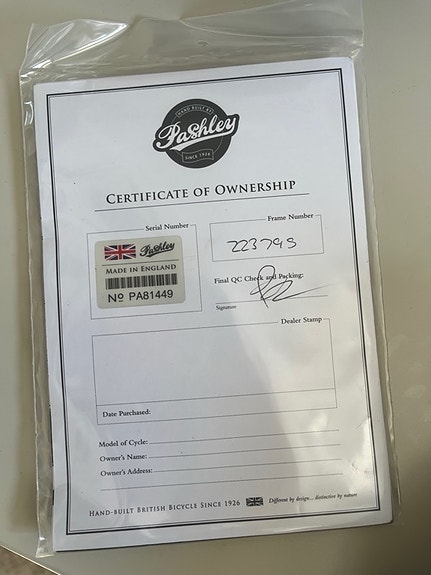 HAND BUILT BY
Pashley
SINCE 1926
CERTIFICATE OF OWNERSHIP
Serial Number
Pashley
MADE IN ENGLAND
Nº PA81449
Frame Number
Final QC Check and Packing:
Signature
Dealer Stamp
Date Purchased:
Model of Cycle:
Owner's Name:
Owner's Address:
HAND-BUILT BRITISH BICYCLE SINCE 1926
Different by design... distinctive by nature